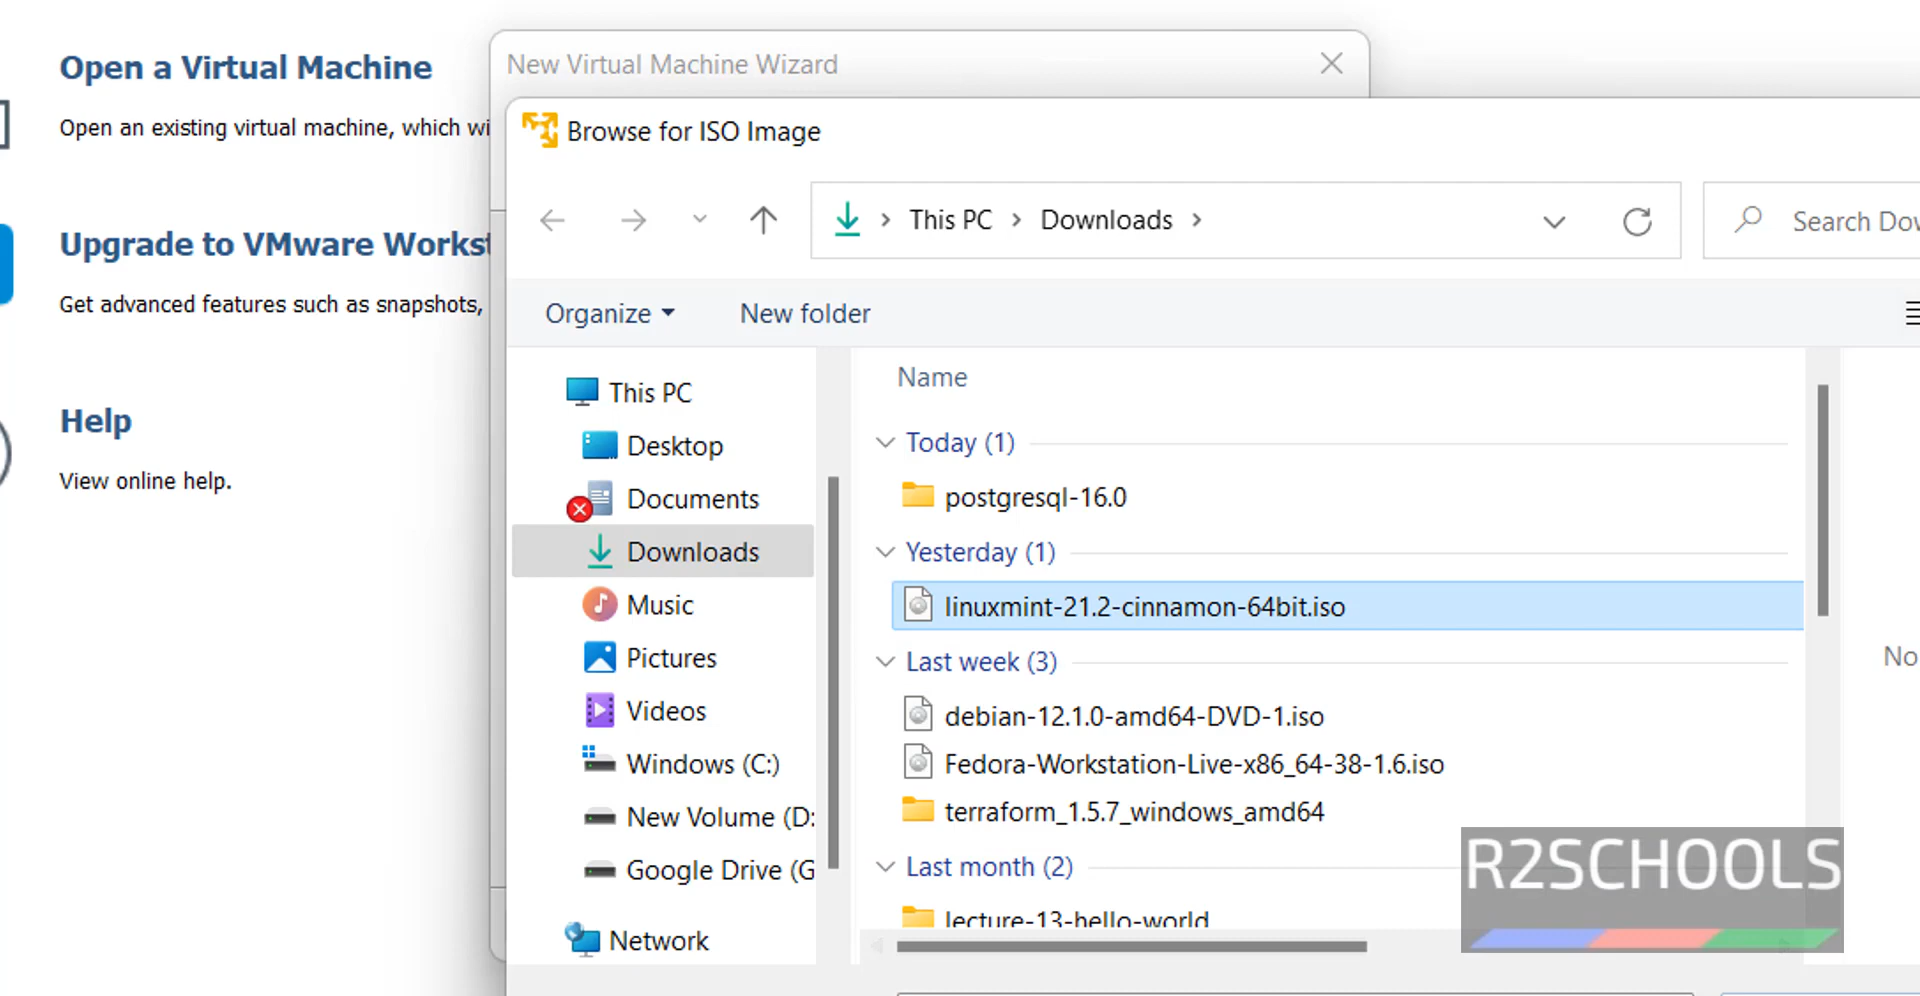 Open a Virtual Machine
Open an existing virtual machine, which wi
Upgrade to VMware Workst
Get advanced features such as snapshots,
Help
View online help.
New Virtual Machine Wizard
Browse for ISO Image
This PC
Downloads
Search Dow
Organize
New folder
This PC
Desktop
Documents
Downloads
Music
Pictures
Videos
Windows (C:)
New Volume (D:
Google Drive (G
Network
Name
Today (1)
postgresql-16.0
Yesterday (1)
linuxmint-21.2-cinnamon-64bit.iso
Last week (3)
debian-12.1.0-amd64-DVD-1.iso
Fedora-Workstation-Live-x86_64-38-1.6.iso
terraform_1.5.7_windows_amd64
Last month (2)
lecture-13-hello-world
No
R2SCHOOLS